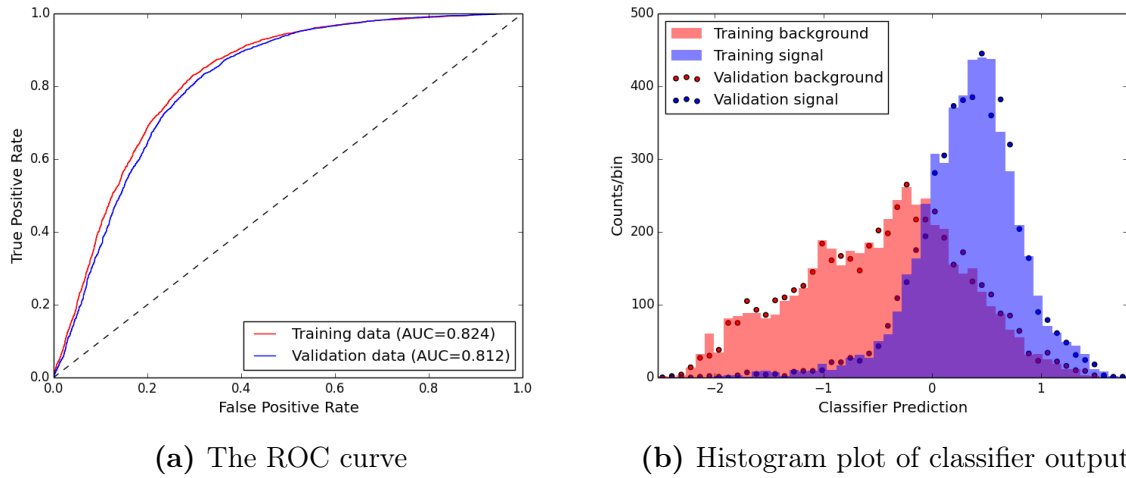 1.0
0.8
0.6
0.4
0.2
0.0
True Positive Rate
Training data (AUC=0.824)
Validation data (AUC=0.812)
0.0 0.2 0.4 0.6 0.8 1.0
False Positive Rate
(a) The ROC curve
500
400
300
200
100
0
Counts/bin
Training background
Training signal
Validation background
Validation signal
−2 −1 0 1
Classifier Prediction
(b) Histogram plot of classifier output